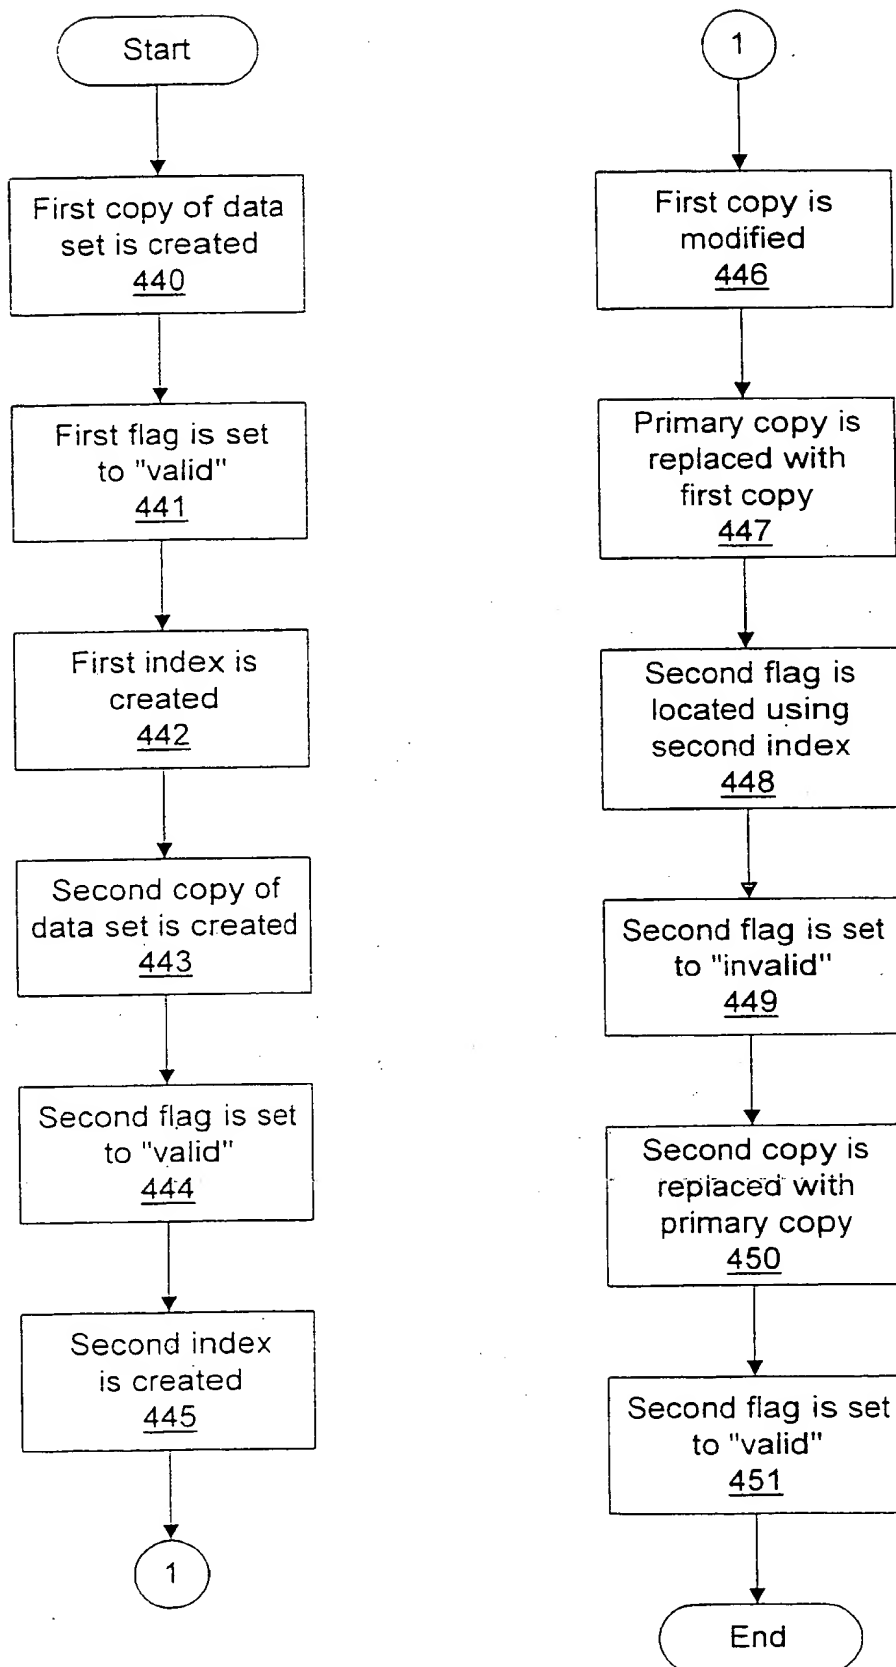 Start
First copy of data
set is created
440
First flag is set
to "valid"
441
First index is
created
442
Second copy of
data set is created
443
Second flag is set
to "valid"
444
Second index
is created
445
1
1
First copy is
modified
446
Primary copy is
replaced with
first copy
447
Second flag is
located using
second index
448
Second flag is set
to "invalid"
449
Second copy is
replaced with
primary copy
450
Second flag is set
to "valid"
451
End